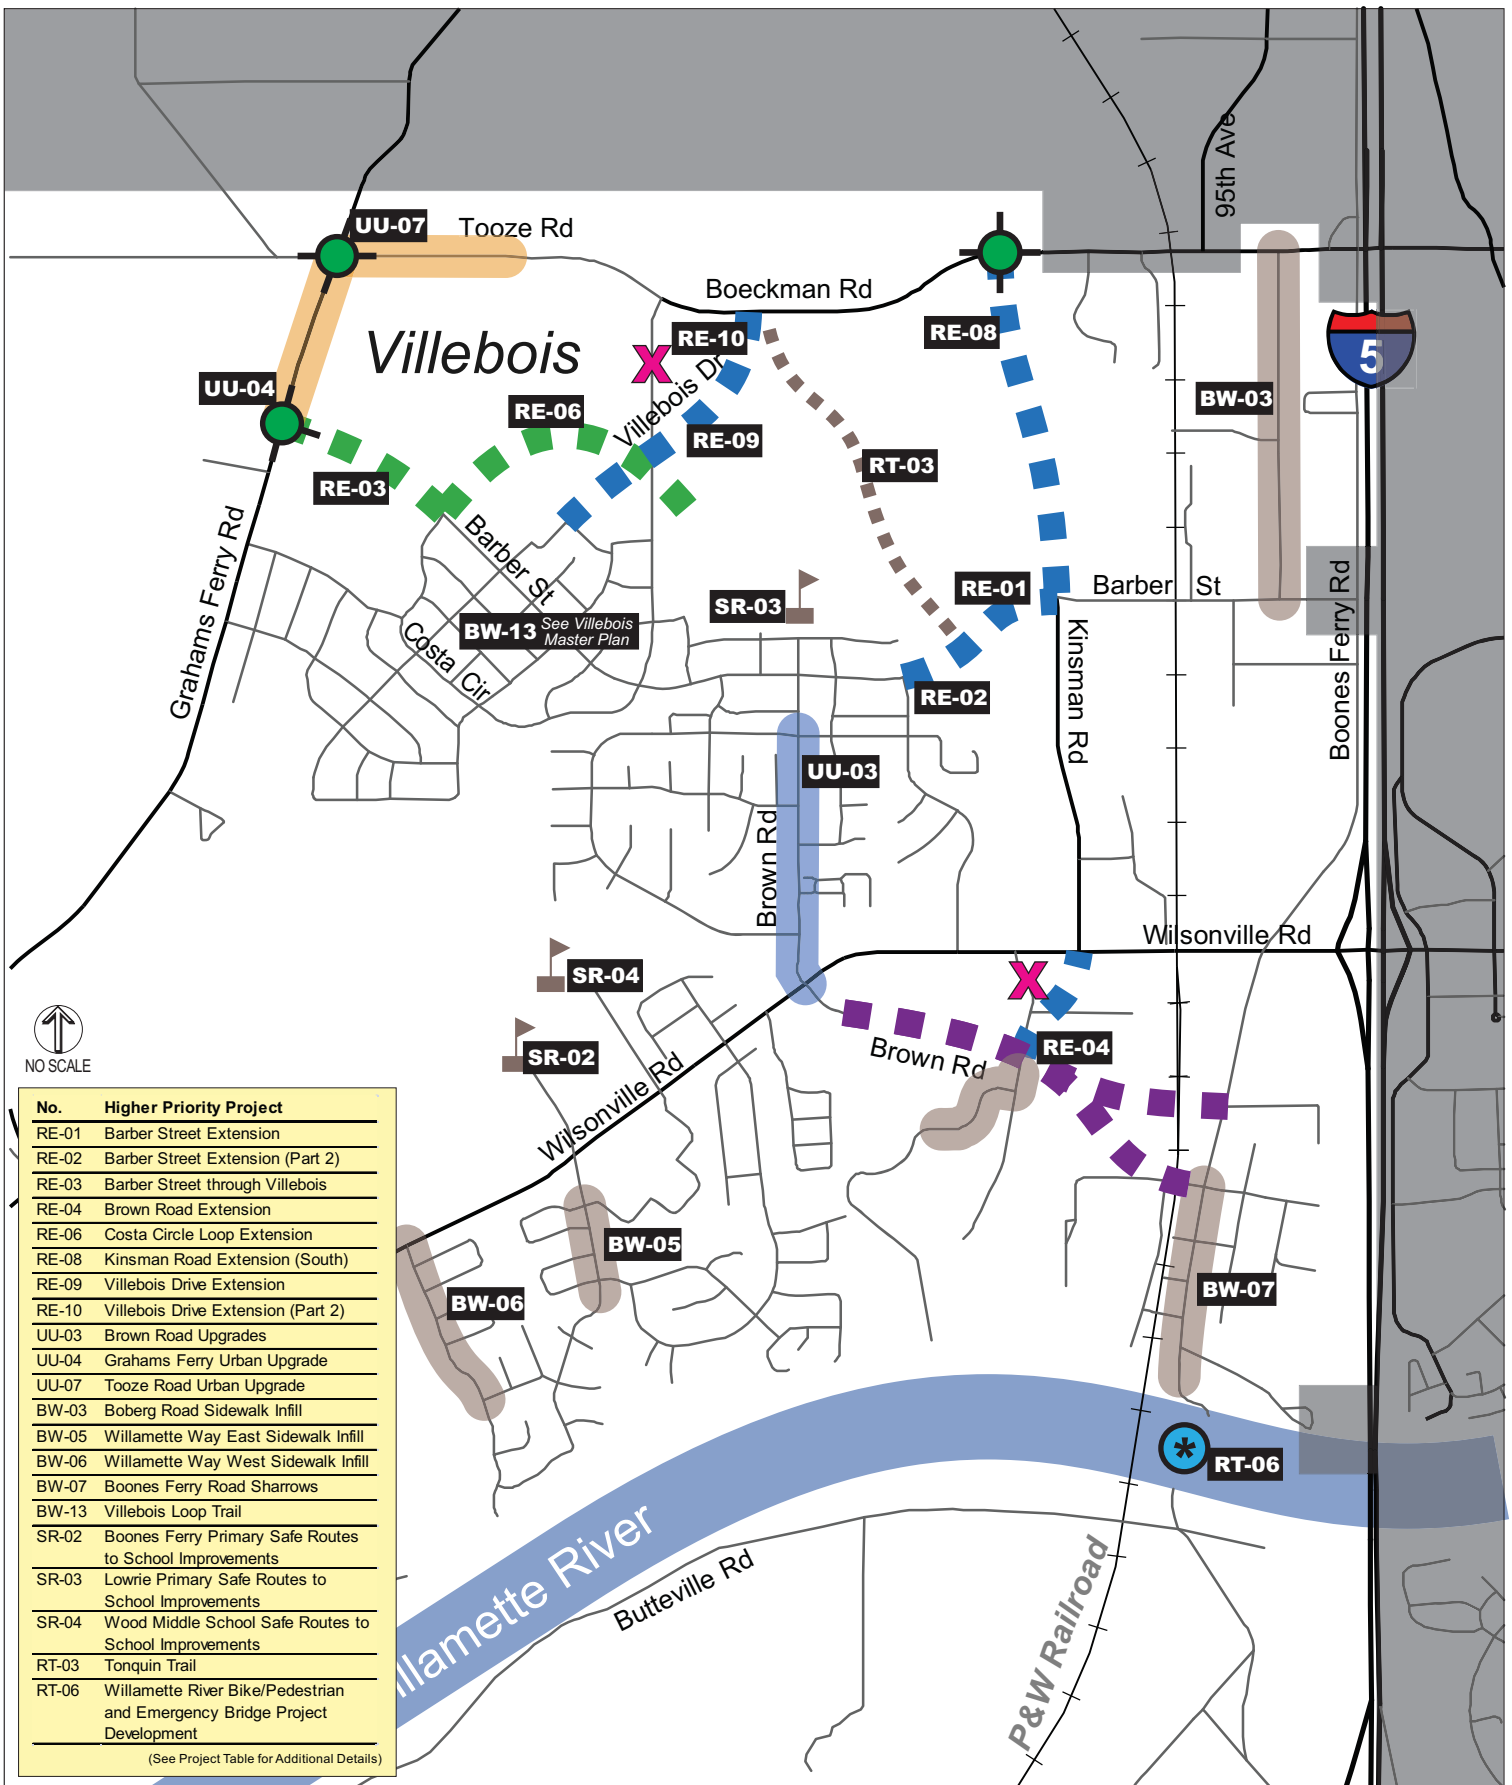 95th Ave
UU-07
Tooze Rd
Boeckman Rd
RE-10
RE-08
Villebois
5
UU-04
Villebois Dr
BW-03
RE-06
RE-09
RT-03
RE-03
Grahams Ferry Rd
Barber St
RE-01
Barber St
SR-03
BW-13 See Villebois
Master Plan
Costa Cir
Kinsman Rd
Boones Ferry Rd
RE-02
UU-03
Brown Rd
Wilsonville Rd
SR-04
NO SCALE
SR-02
Brown Rd
RE-04
Wilsonville Rd
BW-05
BW-06
BW-07
RT-06
*
illamette River
Butteville Rd
P&W Railroad
X
X
No. Higher Priority Project
RE-01 Barber Street Extension
RE-02 Barber Street Extension (Part 2)
RE-03 Barber Street through Villebois
RE-04 Brown Road Extension
RE-06 Costa Circle Loop Extension
RE-08 Kinsman Road Extension (South)
RE-09 Villebois Drive Extension
RE-10 Villebois Drive Extension (Part 2)
UU-03 Brown Road Upgrades
UU-04 Grahams Ferry Urban Upgrade
UU-07 Tooze Road Urban Upgrade
BW-03 Boberg Road Sidewalk Infill
BW-05 Willamette Way East Sidewalk Infill
BW-06 Willamette Way West Sidewalk Infill
BW-07 Boones Ferry Road Sharrows
BW-13 Villebois Loop Trail
SR-02 Boones Ferry Primary Safe Routes
to School Improvements
SR-03 Lowrie Primary Safe Routes to
School Improvements
SR-04 Wood Middle School Safe Routes to
School Improvements
RT-03 Tonquin Trail
RT-06 Willamette River Bike/Pedestrian
and Emergency Bridge Project
Development
(See Project Table for Additional Details)